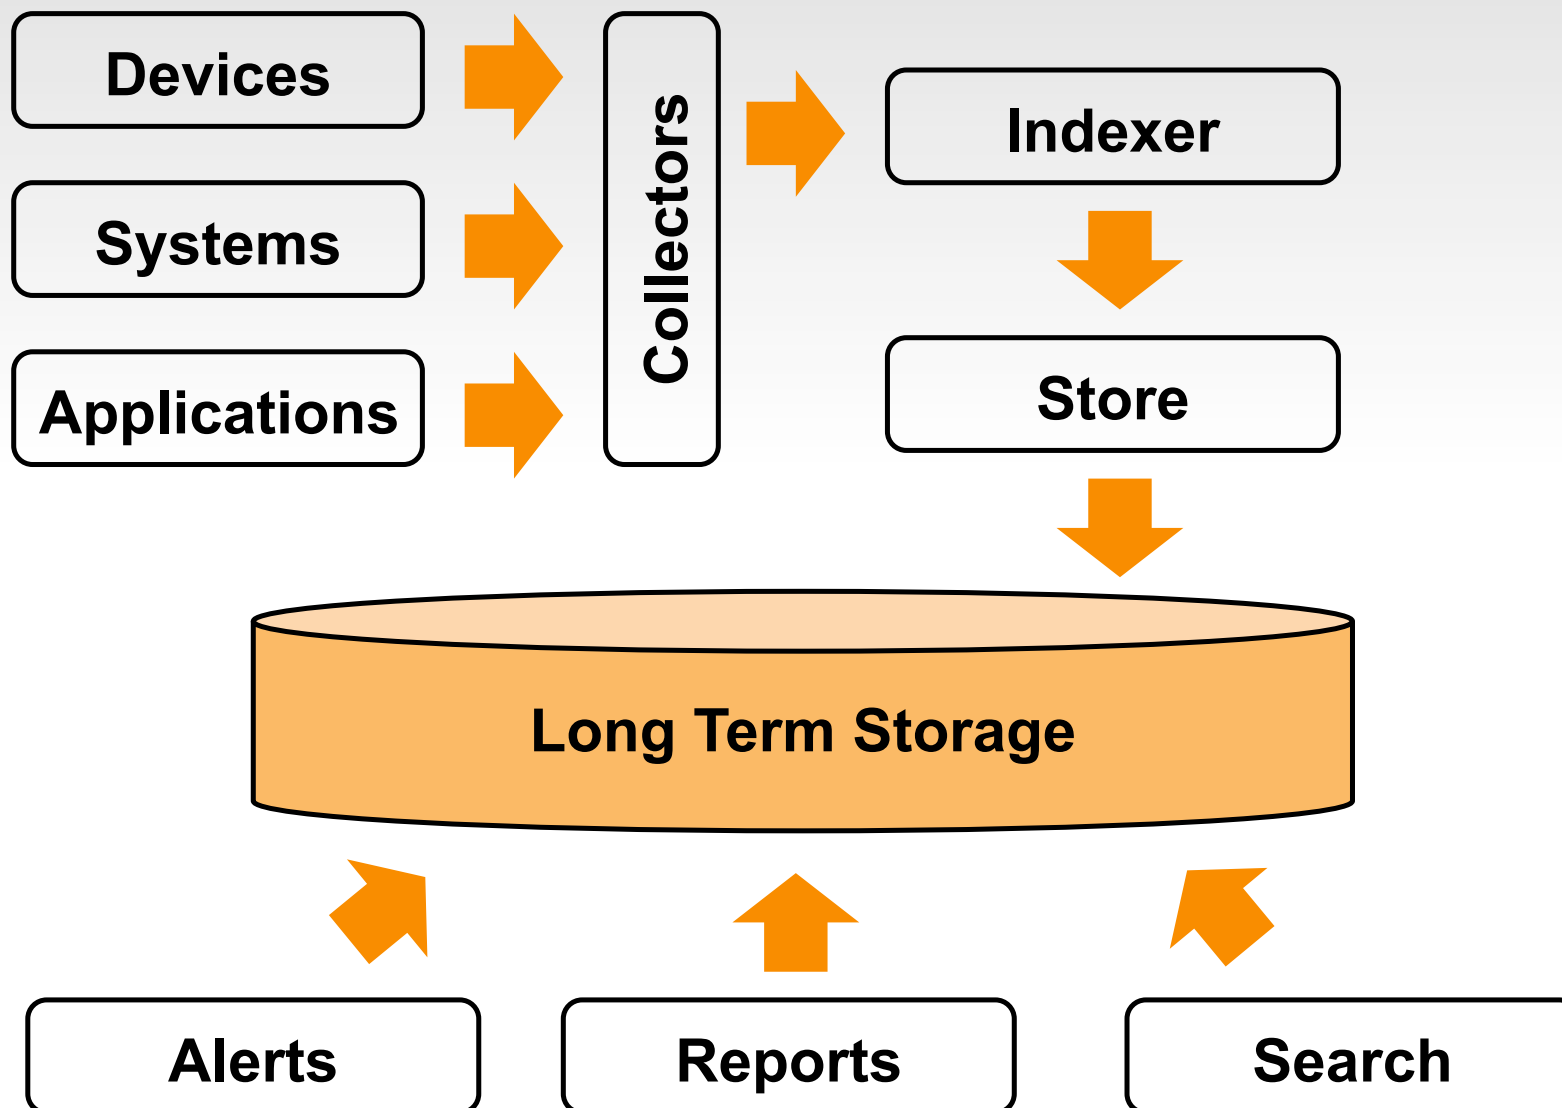 Devices
Systems
Applications
Collectors
Indexer
Store
Long Term Storage
Alerts
Reports
Search